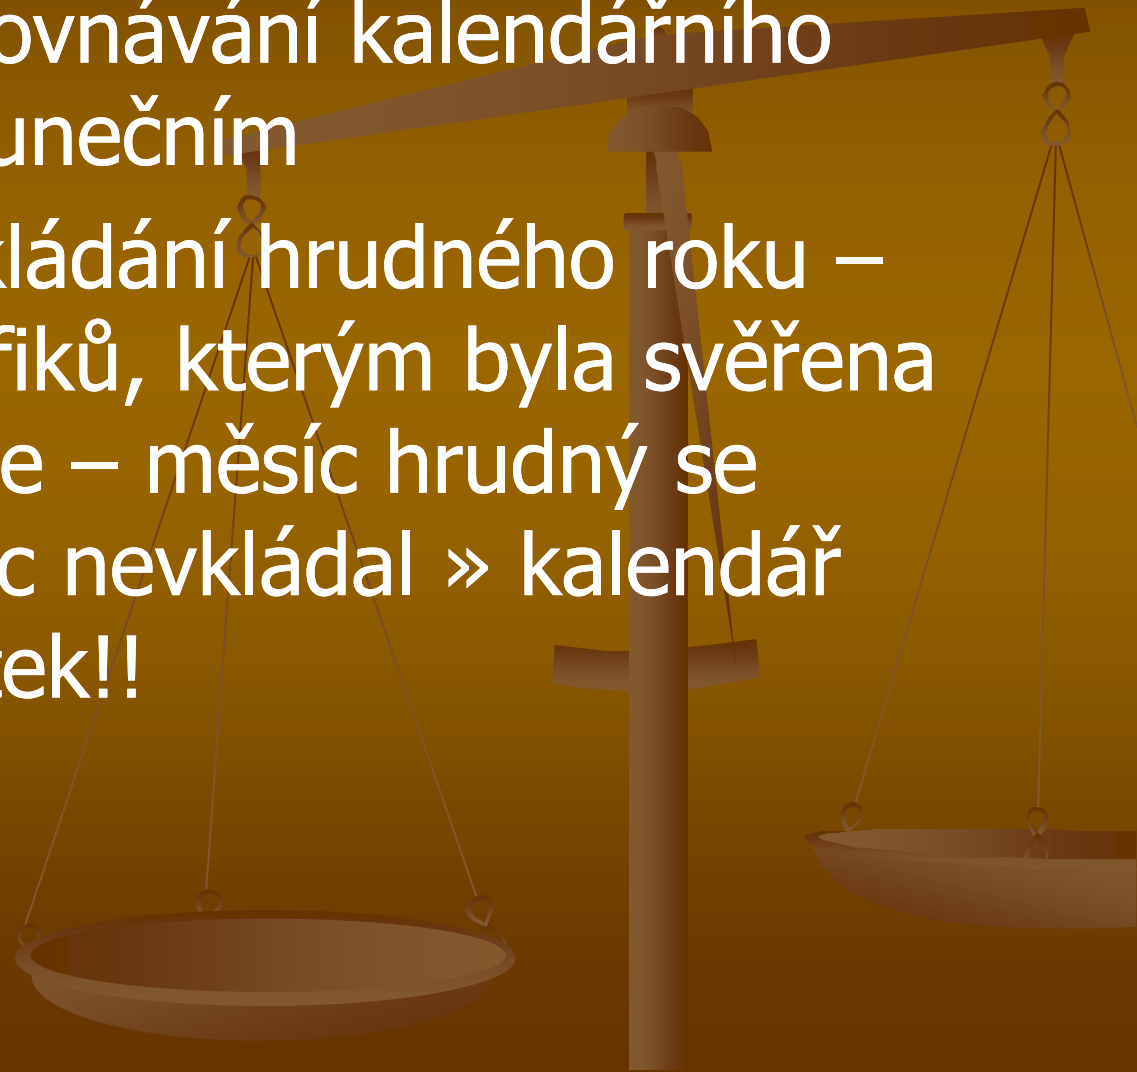 ovnávání kalendářního
unečním
kládání hrudného roku –
fiků, kterým byla svěřena
e – měsíc hrudný se
c nevkládal » kalendář
tek!!